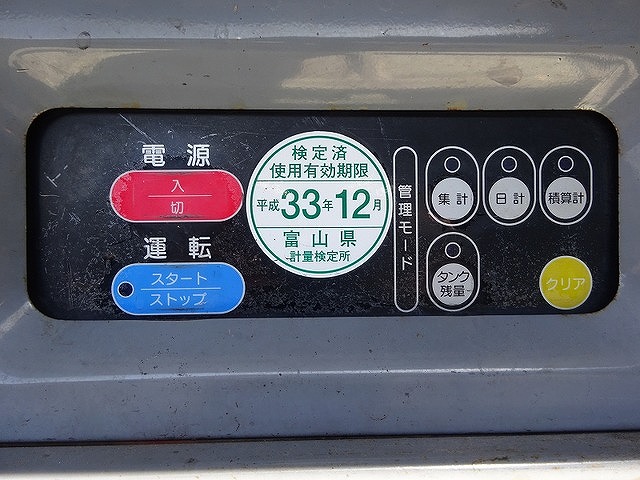 電源
入
切
運転
スタート
ストップ
検定済
使用有効期限
平成33年12月
富山県
計量検定所
管理モード
集計
日計
積算計
タンク
残量
クリア